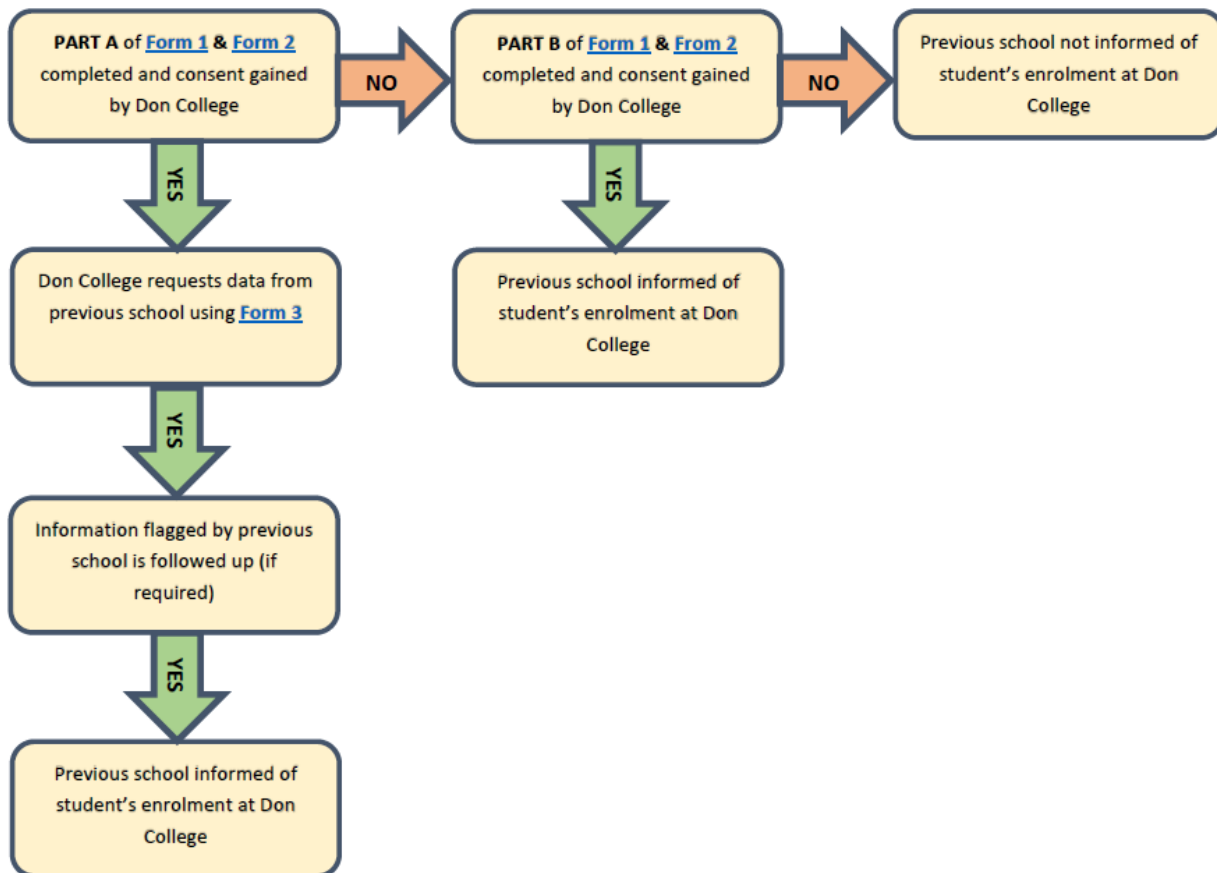 PART A of Form 1 & Form 2
completed and consent gained
by Don College
NO
PART B of Form 1 & From 2
completed and consent gained
by Don College
NO
Previous school not informed of
student's enrolment at Don
College
YES
YES
Don College requests data from
previous school using Form 3
Previous school informed of
student's enrolment at Don
College
YES
Information flagged by previous
school is followed up (if
required)
YES
Previous school informed of
student's enrolment at Don
College